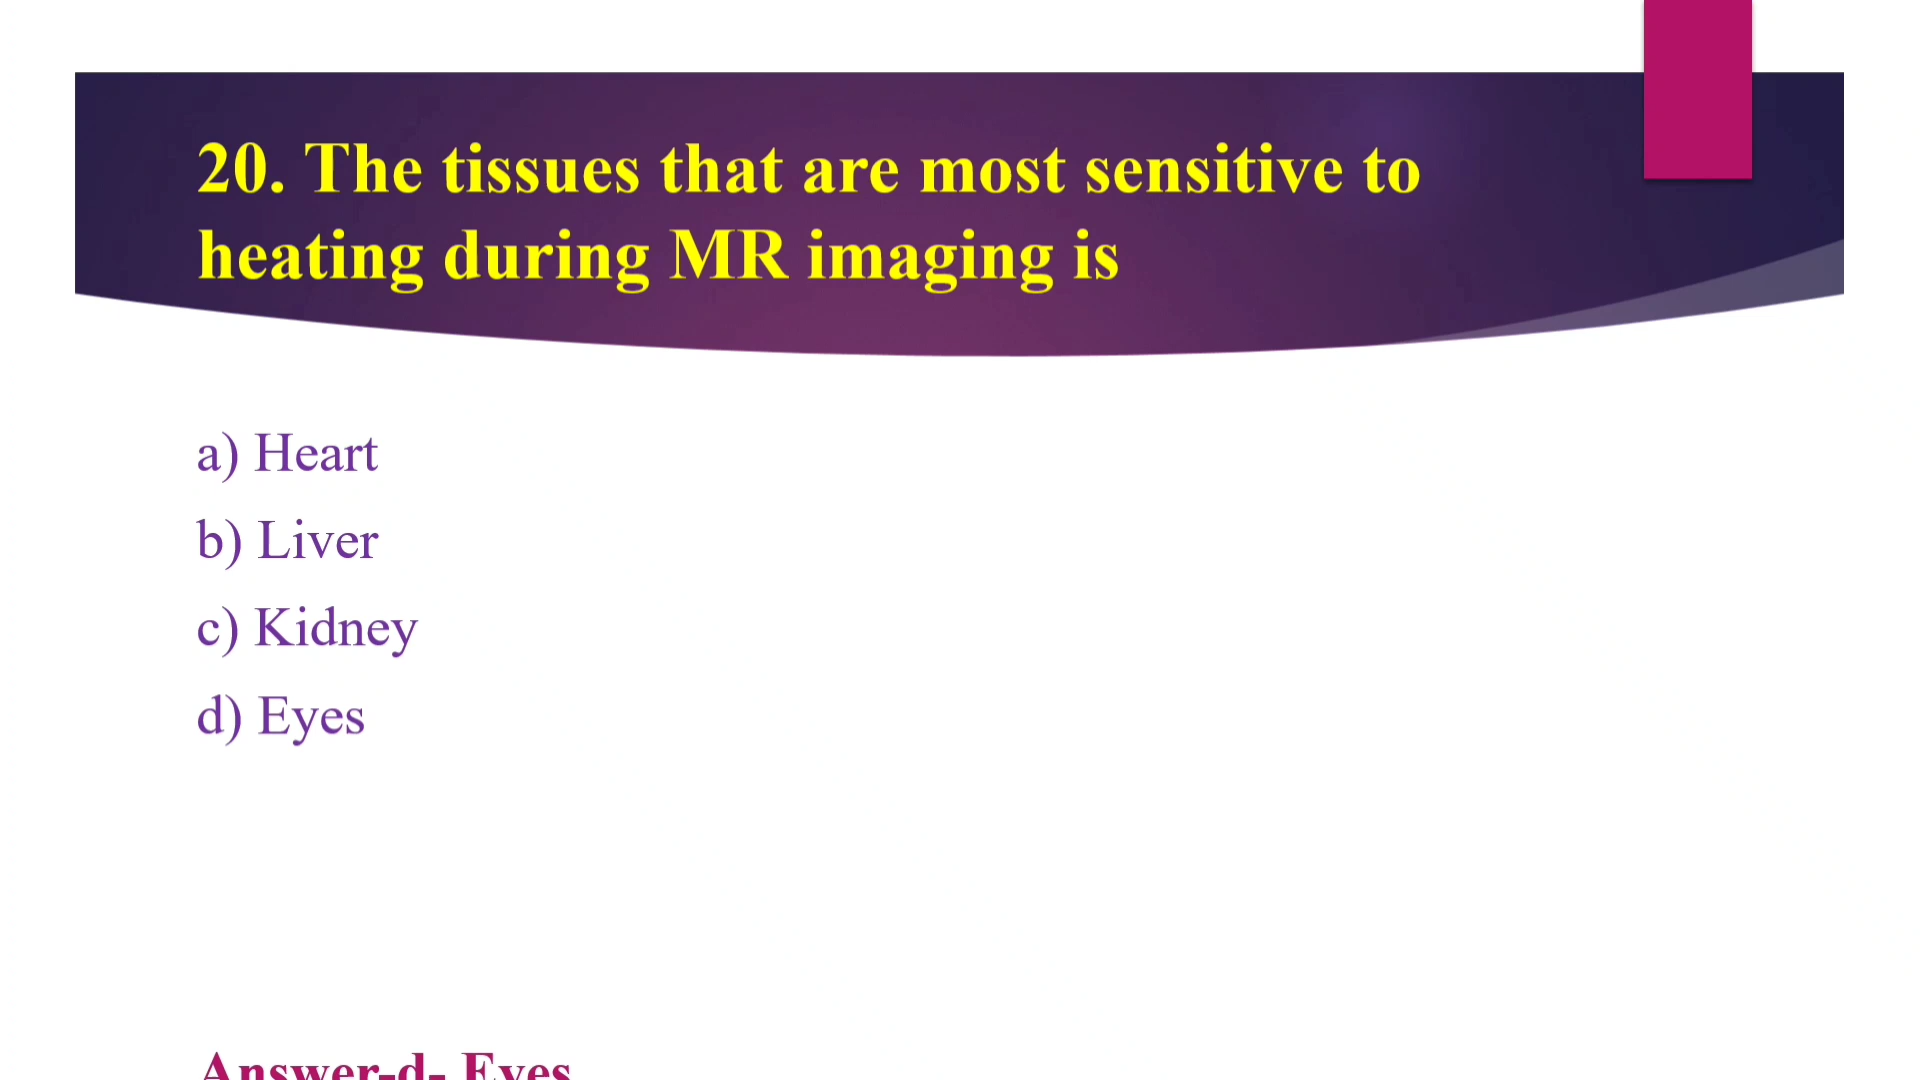 20. The tissues that are most sensitive to
heating during MR imaging is
a) Heart
b) Liver
c) Kidney
d) Eyes
Answer-d- Eyes